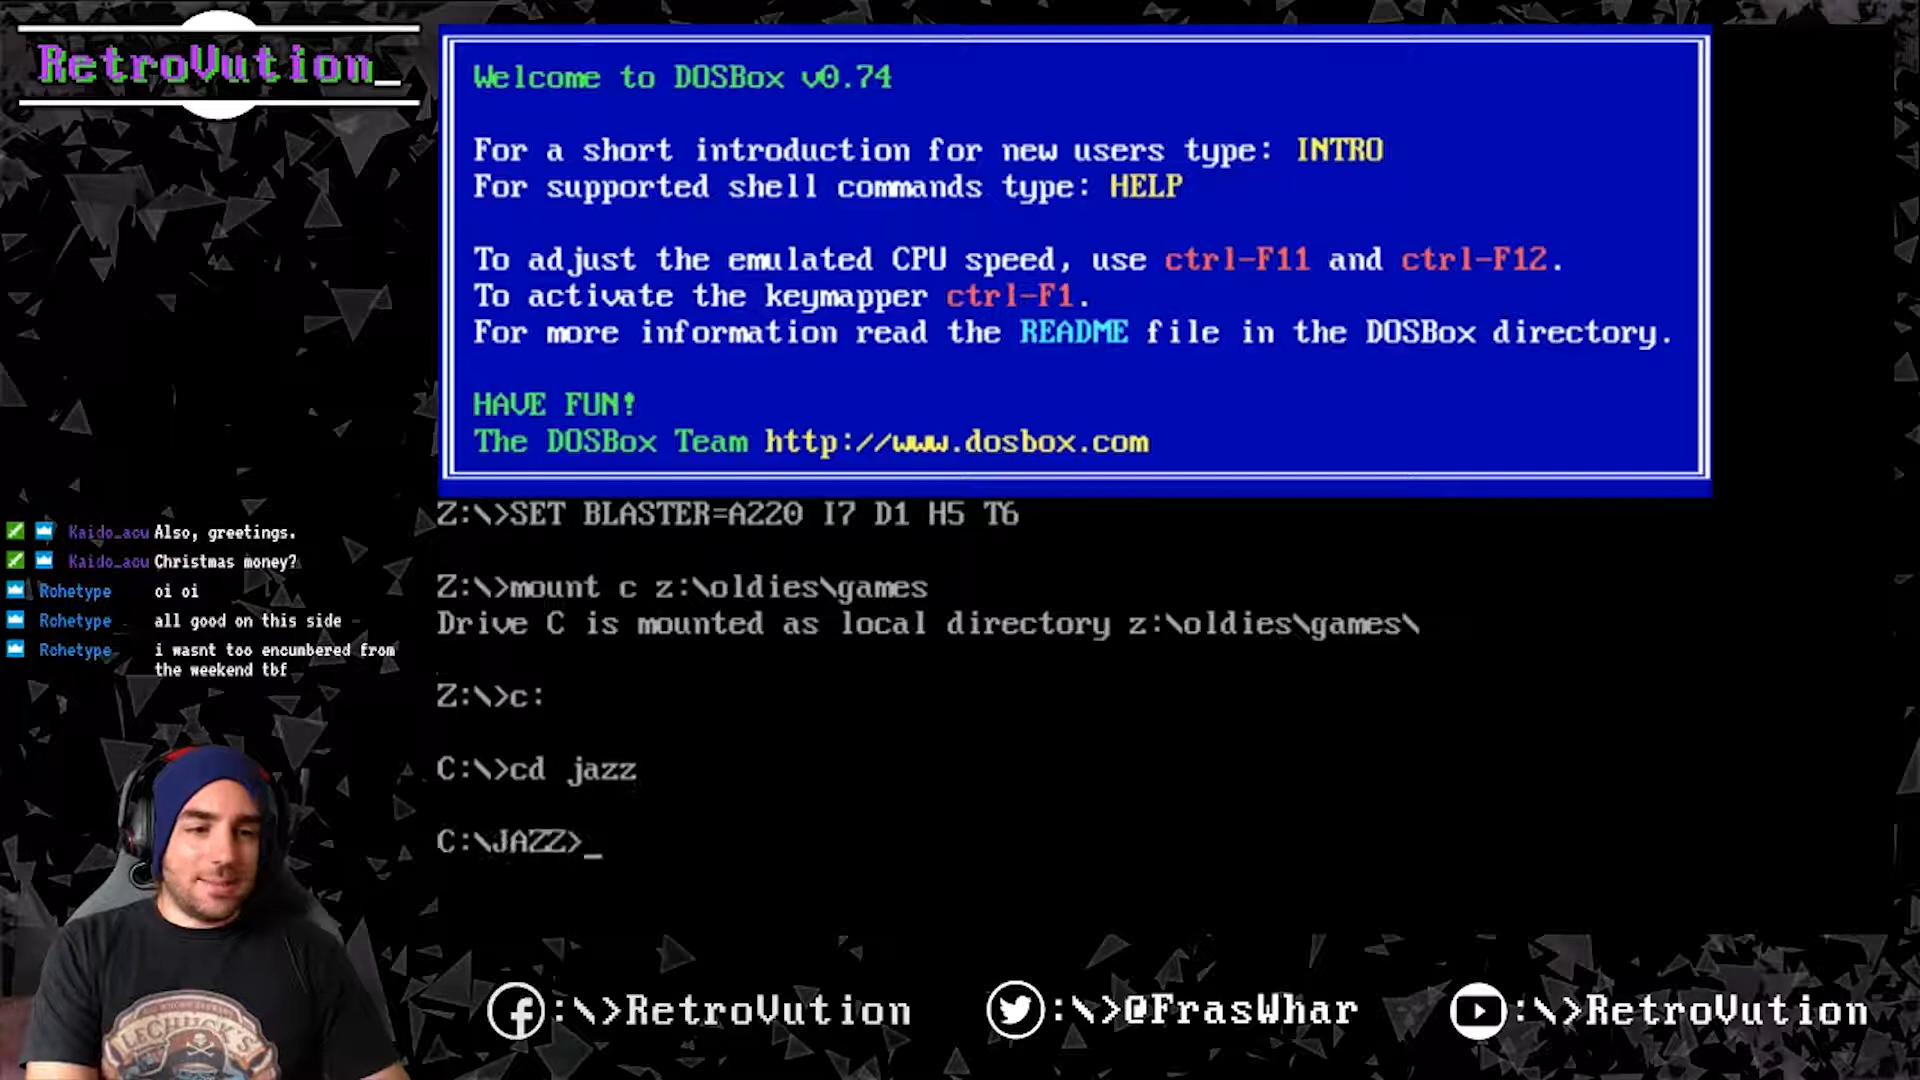 RetroVution_
Welcome to DOSBox v0.74
For a short introduction for new users type: INTRO
For supported shell commands type: HELP
To adjust the emulated CPU speed, use ctrl-F11 and ctrl-F12.
To activate the keymapper ctrl-F1.
For more information read the README file in the DOSBox directory.
HAVE FUN!
The DOSBox Team http://www.dosbox.com
Z:\>SET BLASTER=A220 I7 D1 H5 T6
Z:\>mount c z:\oldies\games
Drive C is mounted as local directory z:\oldies\games\
Z:\>c:
C:\>cd jazz
C:\JAZZ>_
Kaido_aou Also, greetings.
Kaido_aou Christmas money?
Rohetype oi oi
Rohetype all good on this side
Rohetype i wasnt too encumbered from
the weekend tbf
LECHUCK'S
:\>RetroVution
:\>@FrasWhar
:\>RetroVution